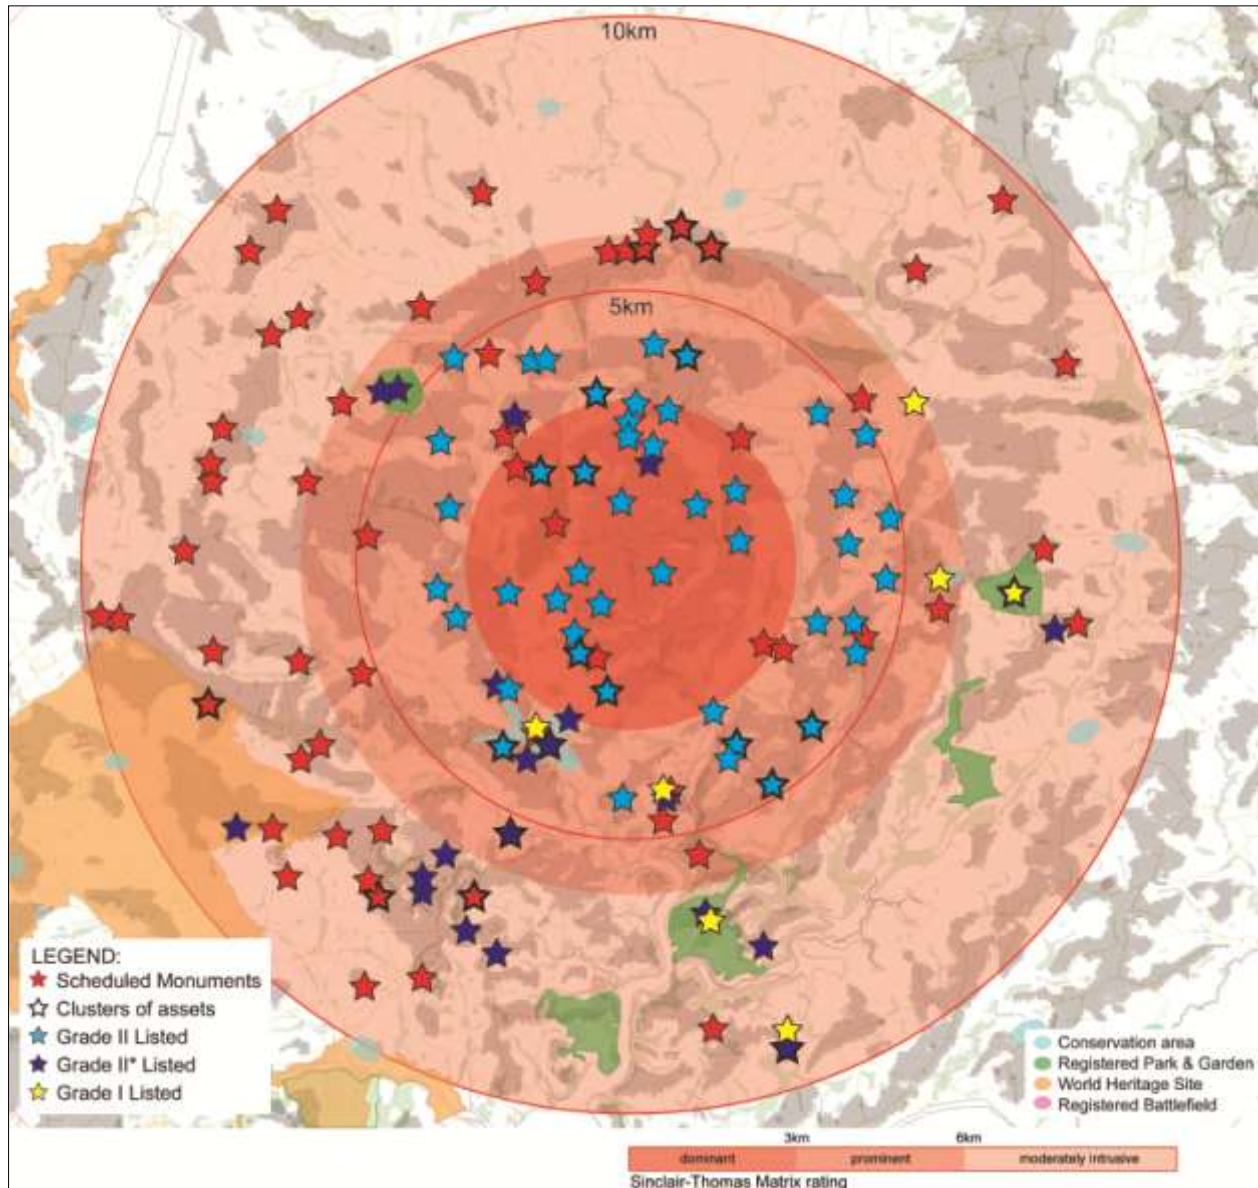 10km
5km
LEGEND:
Scheduled Monuments
Clusters of assets
Grade II Listed
Grade II* Listed
Grade I Listed
Conservation area
Registered Park & Garden
World Heritage Site
Registered Battlefield
3km 6km
dominant prominent moderately intrusive
Sinclair-Thomas Matrix rating